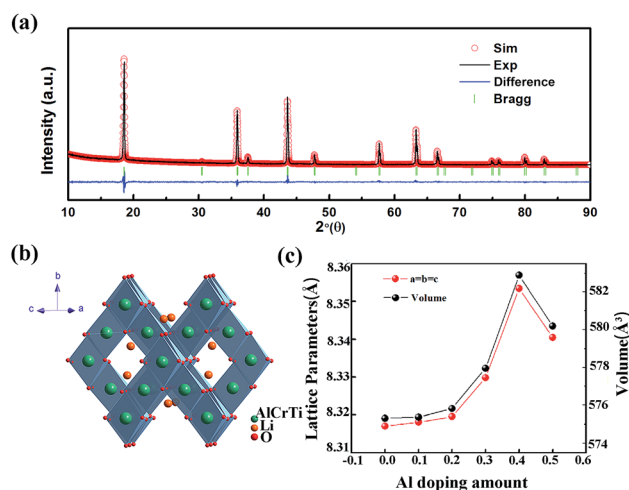 (a)
Intensity (a.u.)
Sim
Exp
Difference
Bragg
10 20 30 40 50 60 70 80 90
2°(θ)
(b)
b
c a
AlCrTi
Li
O
(c)
Lattice Parameters(Å)
8.36
8.35
8.34
8.33
8.32
8.31
a=b=c
Volume
582
580
578
576
574
Volume(Å³)
-0.1 0.0 0.1 0.2 0.3 0.4 0.5 0.6
Al doping amount